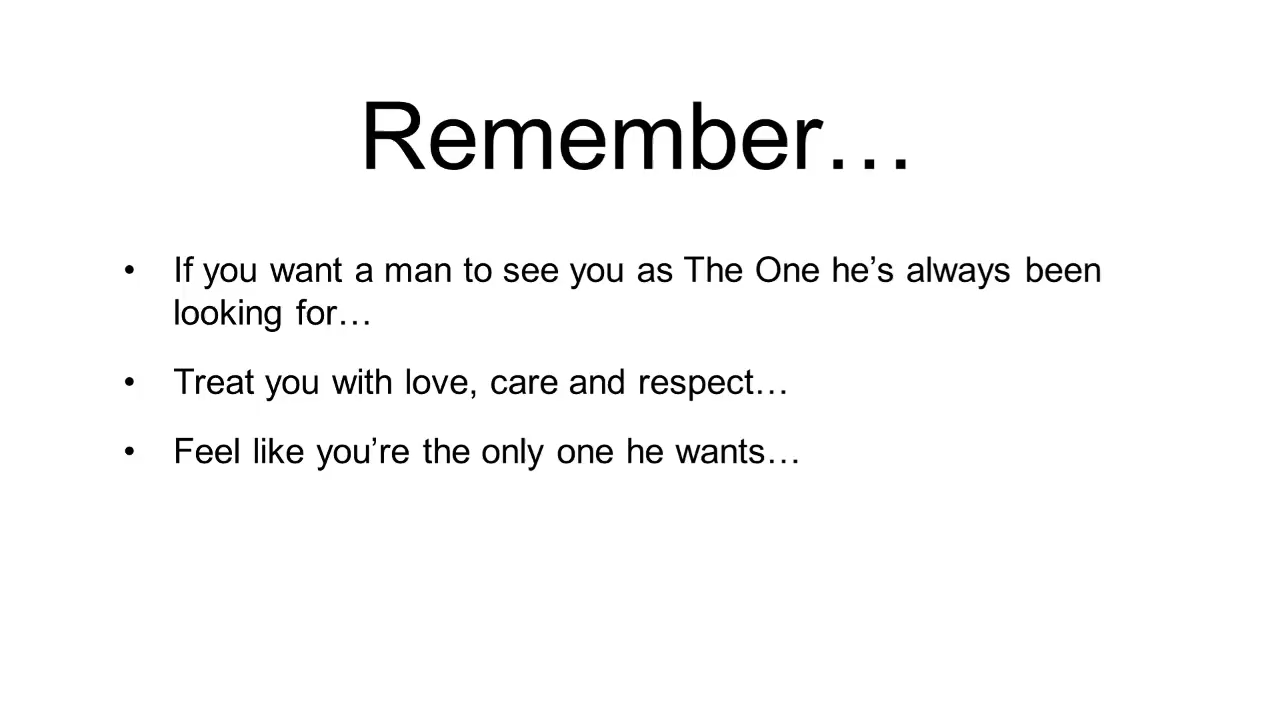 Remember…
• If you want a man to see you as The One he’s always been
looking for…
• Treat you with love, care and respect…
• Feel like you’re the only one he wants…